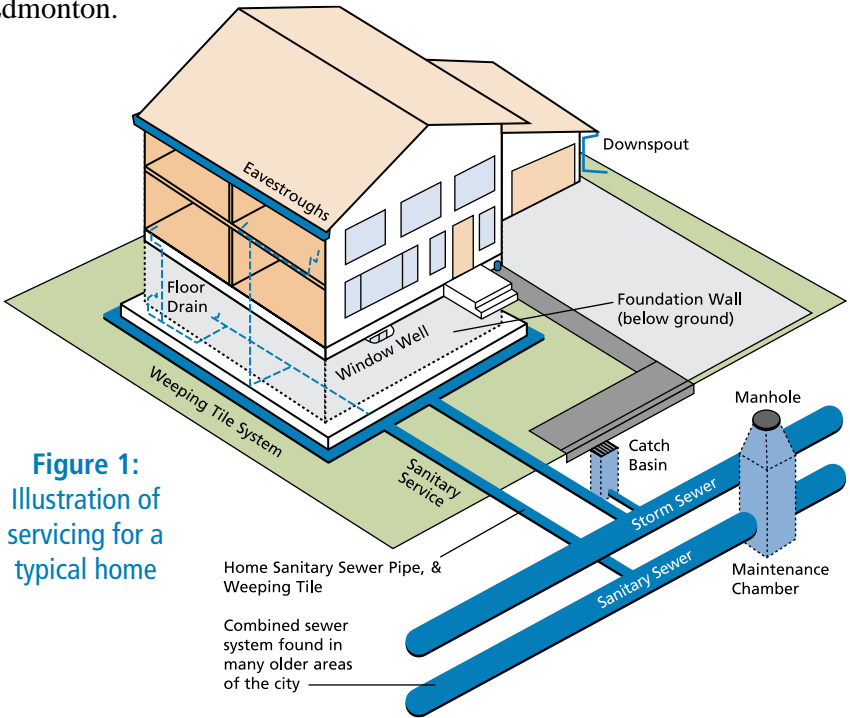 Edmonton.
Downspout
Eavestroughs
Floor
Drain
Foundation Wall
(below ground)
Window Well
Weeping Tile System
Manhole
Catch
Basin
Sanitary
Service
Storm Sewer
Figure 1:
Illustration of
servicing for a
typical home
Home Sanitary Sewer Pipe, &
Weeping Tile
Sanitary Sewer
Maintenance
Chamber
Combined sewer
system found in
many older areas
of the city